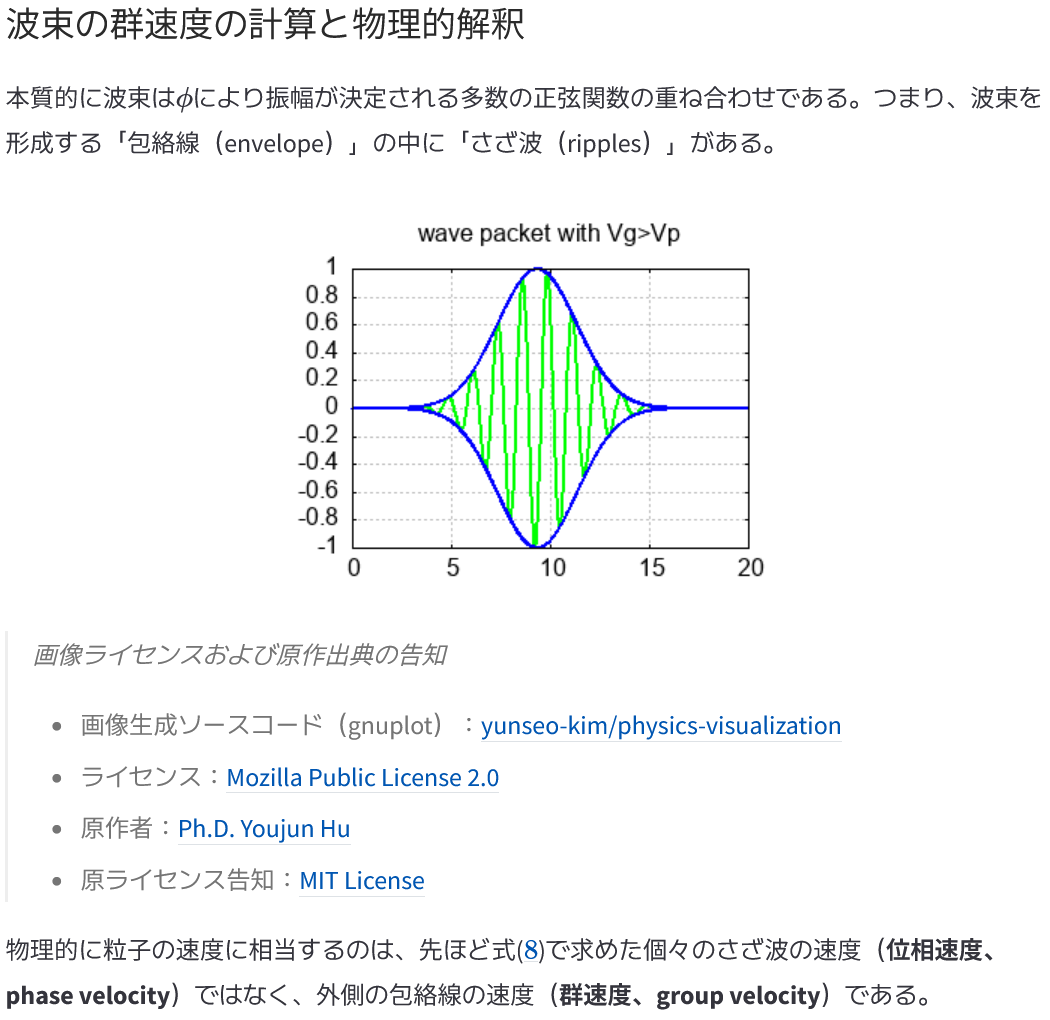 波束の群速度の計算と物理的解釈
本質的に波束はϕにより振幅が決定される多数の正弦関数の重ね合わせである。つまり、波束を
形成する「包絡線（envelope）」の中に「さざ波（ripples）」がある。
wave packet with Vg>Vp
1
0.8
0.6
0.4
0.2
0
-0.2
-0.4
-0.6
-0.8
-1
0 5 10 15 20
画像ライセンスおよび原作出典の告知
• 画像生成ソースコード（gnuplot）：yunseo-kim/physics-visualization
• ライセンス：Mozilla Public License 2.0
• 原作者：Ph.D. Youjun Hu
• 原ライセンス告知：MIT License
物理的に粒子の速度に相当するのは、先ほど式(8)で求めた個々のさざ波の速度（位相速度、
phase velocity）ではなく、外側の包絡線の速度（群速度、group velocity）である。